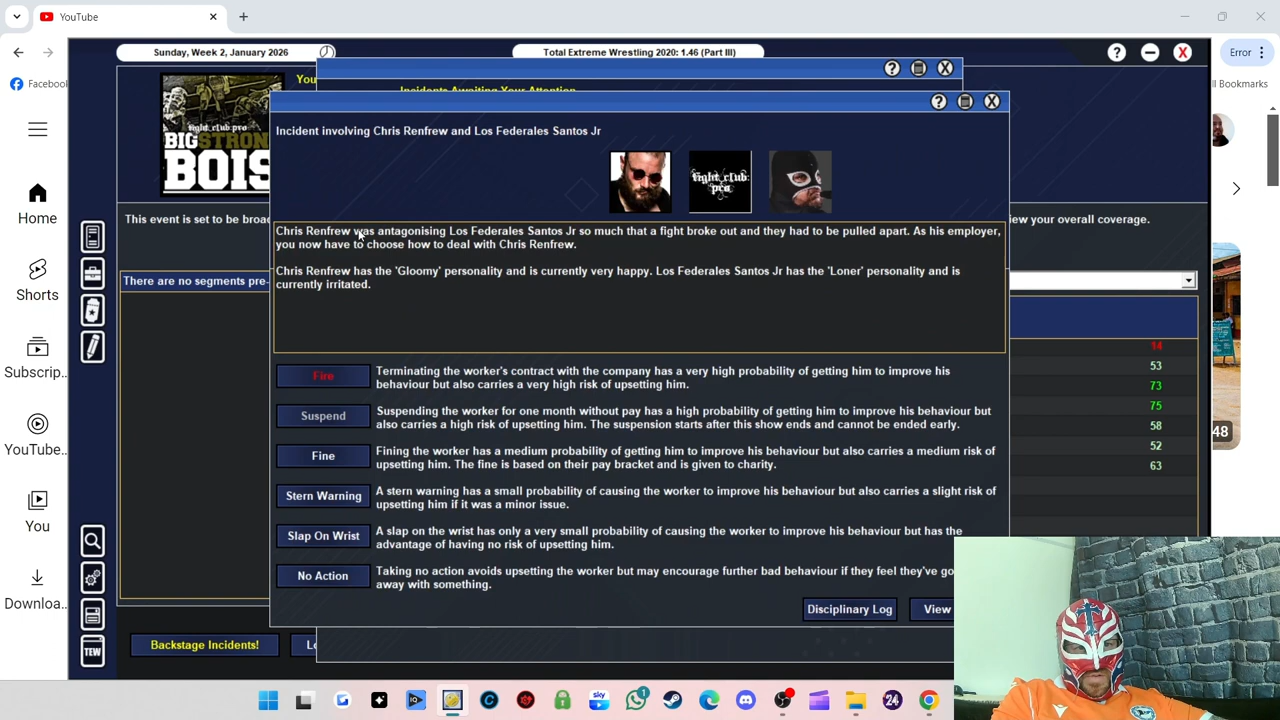 YouTube
Error
Facebook
All Bookmarks
Sunday, Week 2, January 2026
Total Extreme Wrestling 2020: 1.46 (Part III)
You
Incidents Awaiting Your Attention
fight club: pro
BIG STRONG
BOIS
Incident involving Chris Renfrew and Los Federales Santos Jr
fight club:
pro
This event is set to be broad
iew your overall coverage.
Chris Renfrew was antagonising Los Federales Santos Jr so much that a fight broke out and they had to be pulled apart. As his employer,
you now have to choose how to deal with Chris Renfrew.
Chris Renfrew has the 'Gloomy' personality and is currently very happy. Los Federales Santos Jr has the 'Loner' personality and is
currently irritated.
There are no segments pre-
Home
Shorts
Subscrip...
YouTube...
You
Downloa...
14
53
73
75
58
52
63
48
Fire
Terminating the worker's contract with the company has a very high probability of getting him to improve his
behaviour but also carries a very high risk of upsetting him.
Suspend
Suspending the worker for one month without pay has a high probability of getting him to improve his behaviour but
also carries a high risk of upsetting him. The suspension starts after this show ends and cannot be ended early.
Fine
Fining the worker has a medium probability of getting him to improve his behaviour but also carries a medium risk of
upsetting him. The fine is based on their pay bracket and is given to charity.
Stern Warning
A stern warning has a small probability of causing the worker to improve his behaviour but also carries a slight risk of
upsetting him if it was a minor issue.
Slap On Wrist
A slap on the wrist has only a very small probability of causing the worker to improve his behaviour but has the
advantage of having no risk of upsetting him.
No Action
Taking no action avoids upsetting the worker but may encourage further bad behaviour if they feel they've go
away with something.
Disciplinary Log
View
Backstage Incidents!
Lo
TEW
sky
1
24